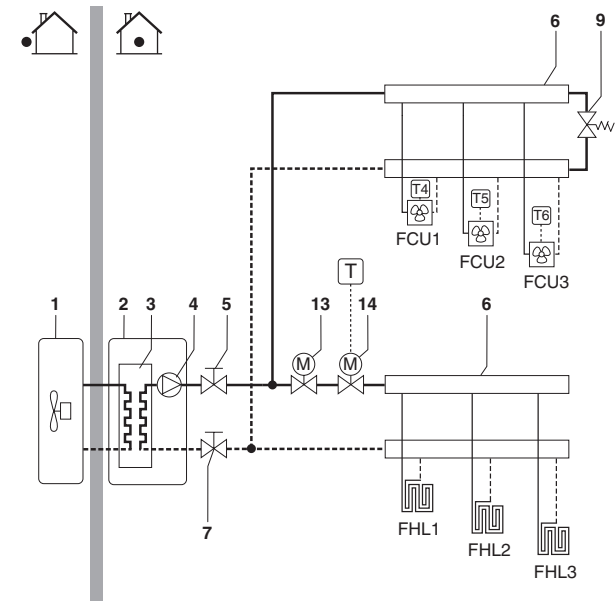 6 9
T4
T5
T6
FCU1
FCU2
FCU3
T
1 2 3 4 5 13 14 6
M M
7
FHL1
FHL2
FHL3